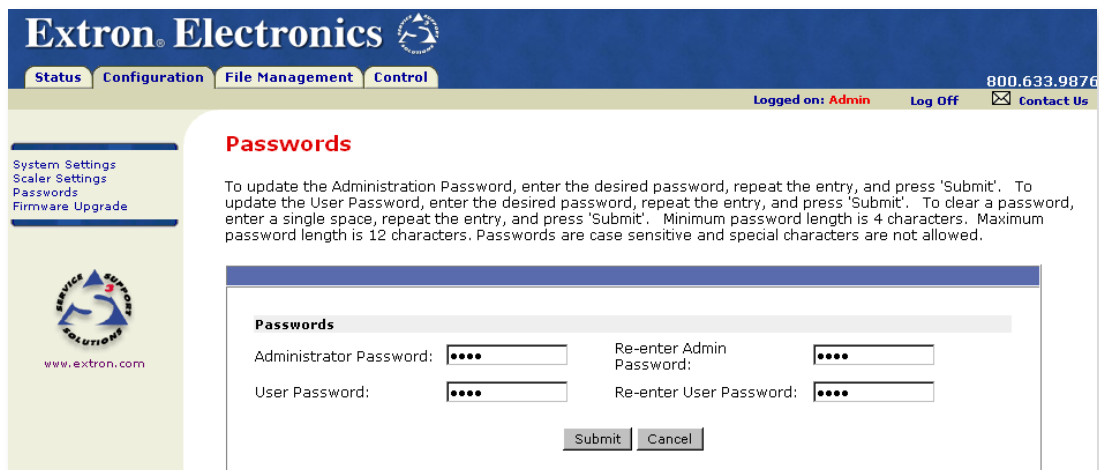 Extron® Electronics
Status Configuration File Management Control
800.633.9876
Logged on: Admin Log Off Contact Us
System Settings
Scaler Settings
Passwords
Firmware Upgrade
SERVICE SUPPORT SOLUTIONS
3
www.extron.com
Passwords
To update the Administration Password, enter the desired password, repeat the entry, and press 'Submit'. To
update the User Password, enter the desired password, repeat the entry, and press 'Submit'. To clear a password,
enter a single space, repeat the entry, and press 'Submit'. Minimum password length is 4 characters. Maximum
password length is 12 characters. Passwords are case sensitive and special characters are not allowed.
Passwords
Administrator Password: •••• Re-enter Admin
Password: ••••
User Password: •••• Re-enter User Password: ••••
Submit Cancel